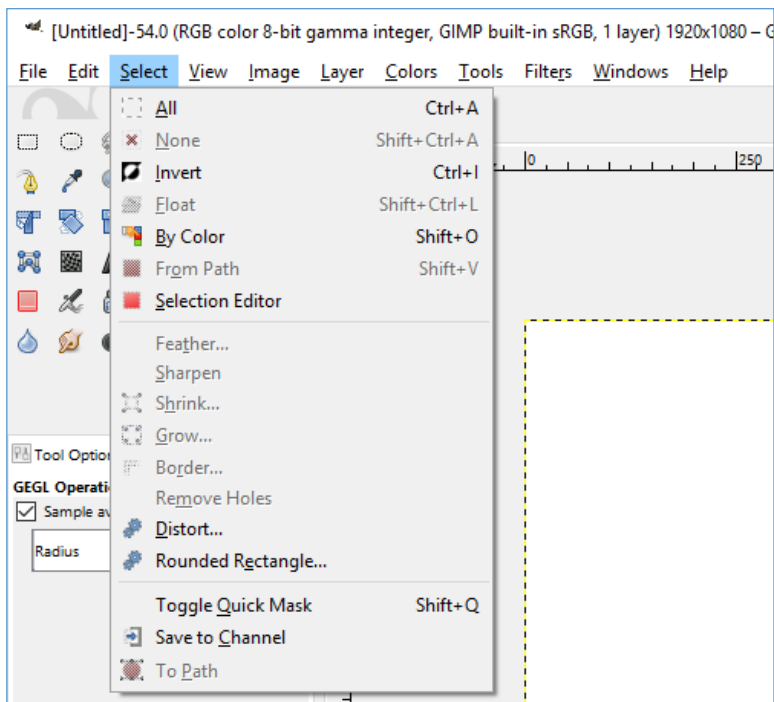 [Untitled]-54.0 (RGB color 8-bit gamma integer, GIMP built-in sRGB, 1 layer) 1920x1080 –
File Edit Select View Image Layer Colors Tools Filters Windows Help
All Ctrl+A
None Shift+Ctrl+A
Invert Ctrl+I
Float Shift+Ctrl+L
By Color Shift+O
From Path Shift+V
Selection Editor
Feather...
Sharpen
Shrink...
Grow...
Border...
Remove Holes
Distort...
Rounded Rectangle...
Toggle Quick Mask Shift+Q
Save to Channel
To Path
0 250
Tool Option
GEGL Operati
Sample av
Radius